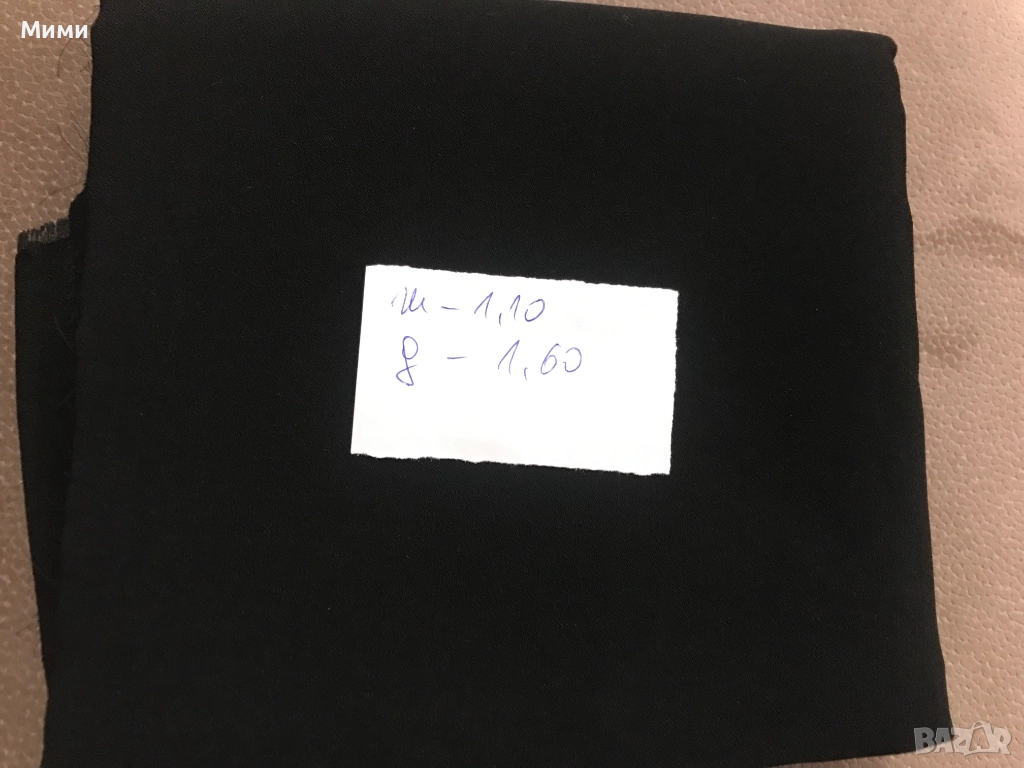 Мими
ш - 1,10
д - 1,60
BAZAR